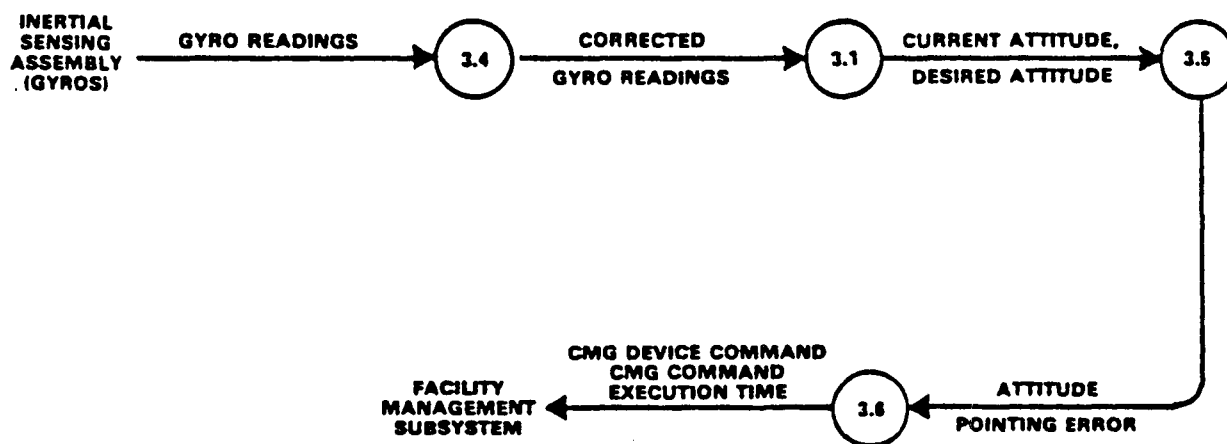 INERTIAL
SENSING
ASSEMBLY
(GYROS)
GYRO READINGS
3.4
CORRECTED
GYRO READINGS
3.1
CURRENT ATTITUDE,
DESIRED ATTITUDE
3.5
ATTITUDE
POINTING ERROR
3.6
CMG DEVICE COMMAND
CMG COMMAND
EXECUTION TIME
FACILITY
MANAGEMENT
SUBSYSTEM